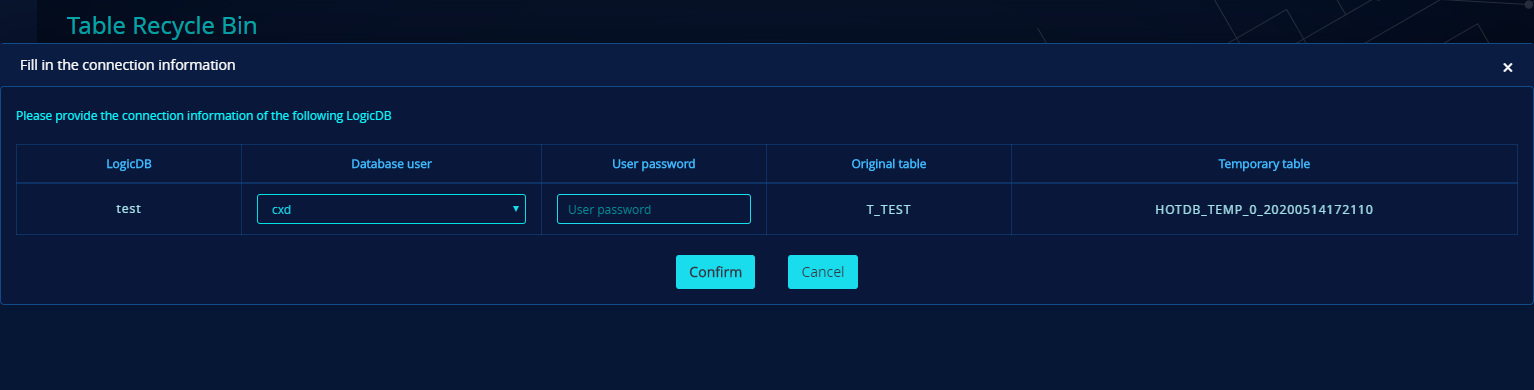 Table Recycle Bin
Fill in the connection information
×
Please provide the connection information of the following LogicDB
LogicDB Database user User password Original table Temporary table
test cxd User password T_TEST HOTDB_TEMP_0_20200514172110
Confirm Cancel